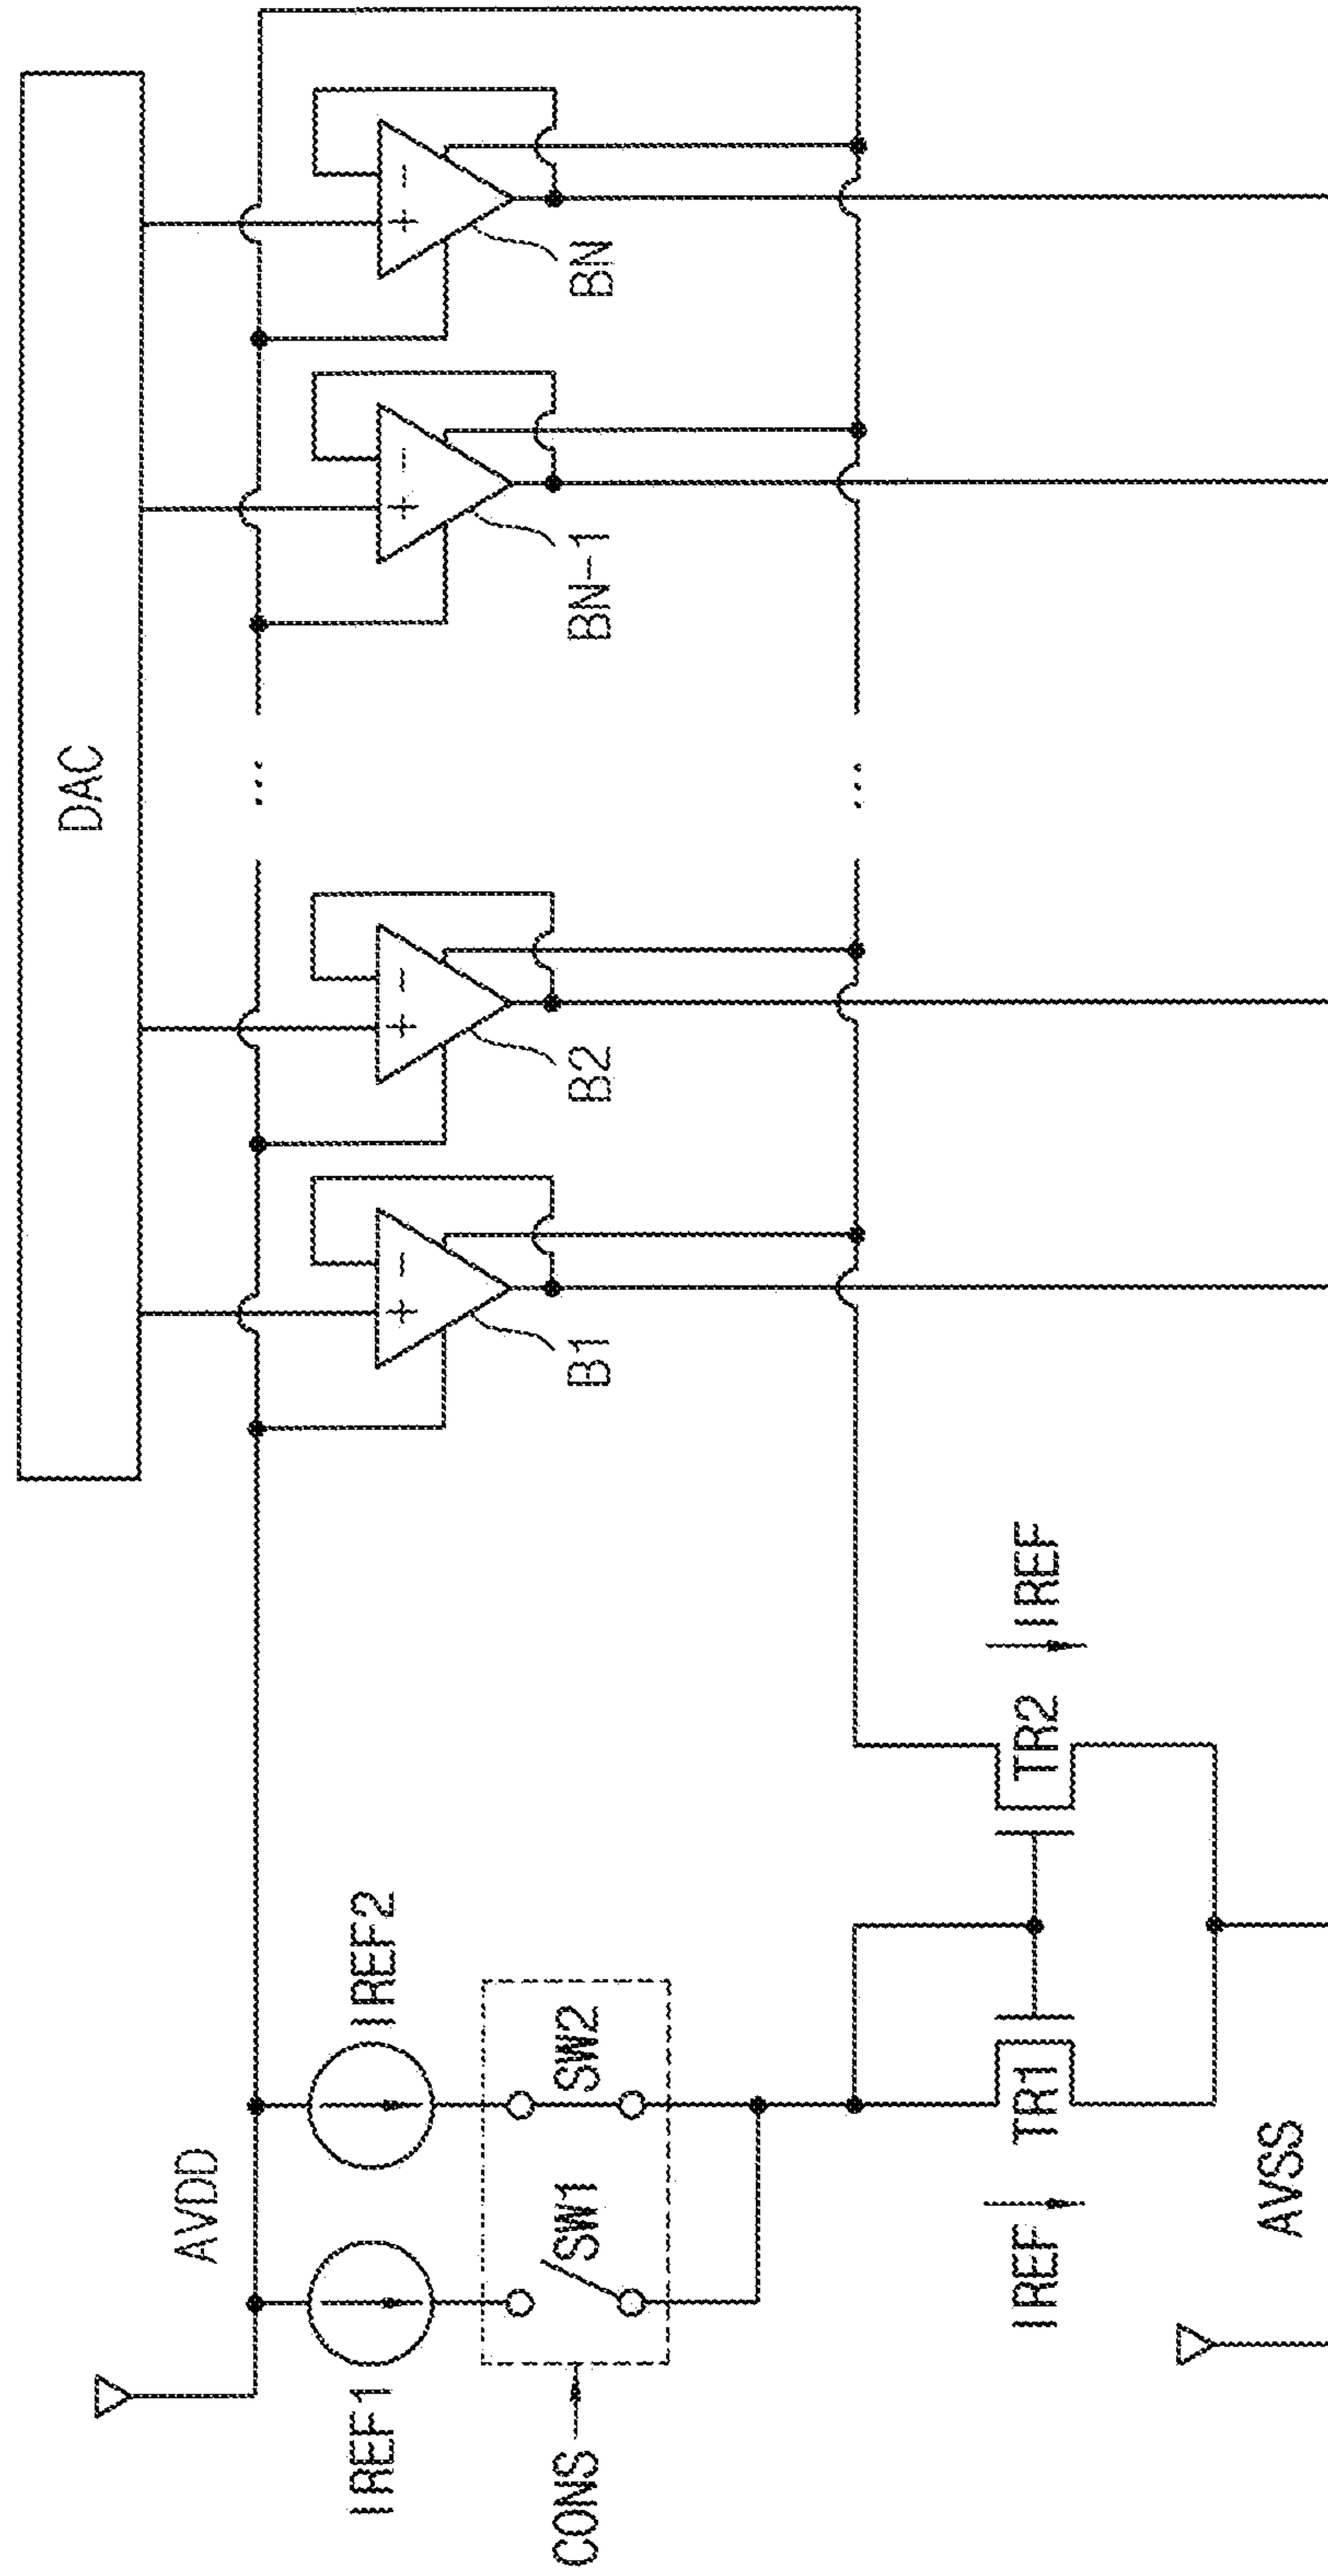 DAC
AVDD
IREF1
IREF2
CONS
SW1
SW2
B1
B2
...
BN-1
BN
+ −
+ −
+ −
+ −
...
IREF
TR1
TR2
IREF
AVSS